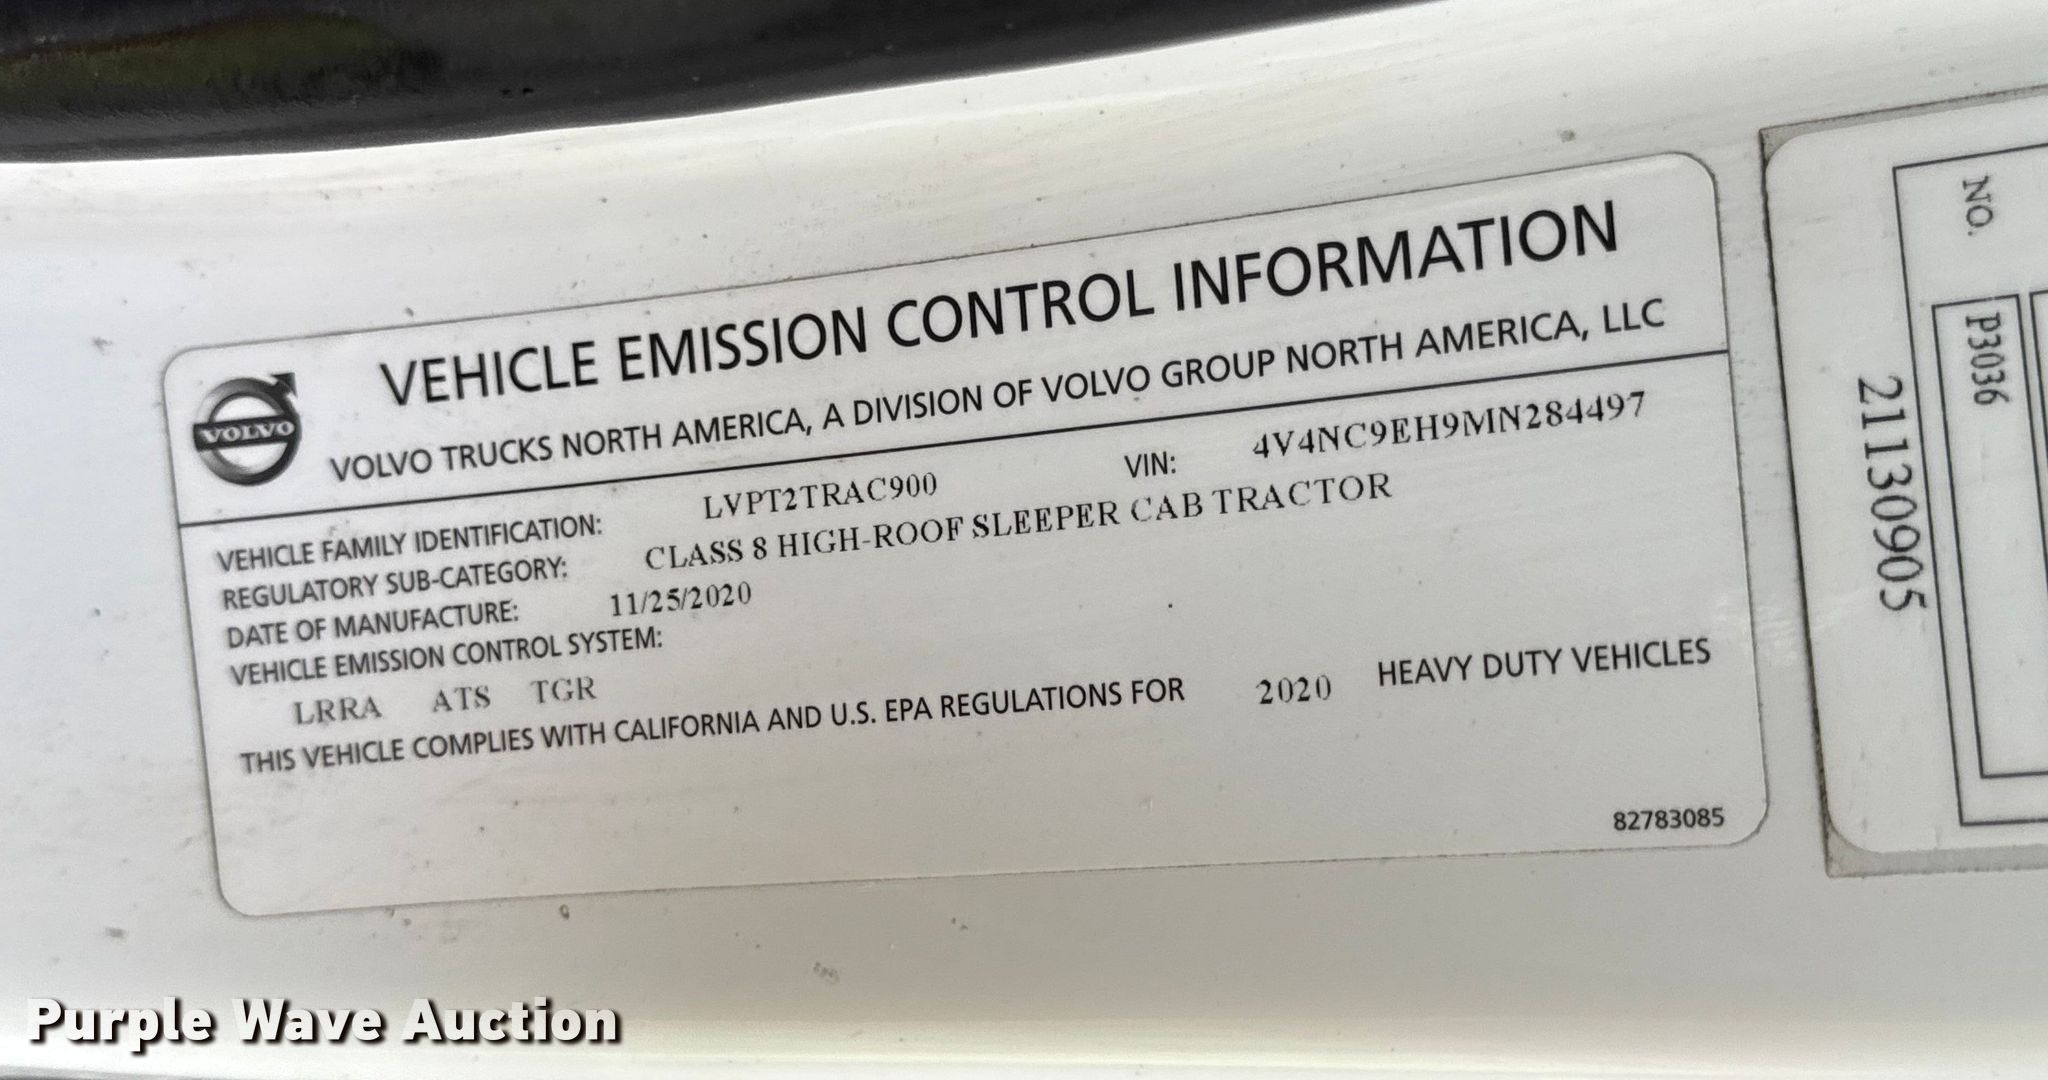 VEHICLE EMISSION CONTROL INFORMATION
VOLVO
VOLVO TRUCKS NORTH AMERICA, A DIVISION OF VOLVO GROUP NORTH AMERICA, LLC
VEHICLE FAMILY IDENTIFICATION: LVPT2TRAC900 VIN: 4V4NC9EH9MN284497
REGULATORY SUB-CATEGORY: CLASS 8 HIGH-ROOF SLEEPER CAB TRACTOR
DATE OF MANUFACTURE: 11/25/2020
VEHICLE EMISSION CONTROL SYSTEM:
LRRA ATS TGR
THIS VEHICLE COMPLIES WITH CALIFORNIA AND U.S. EPA REGULATIONS FOR 2020 HEAVY DUTY VEHICLES
82783085
NO.
P3036
21130905
Purple Wave Auction